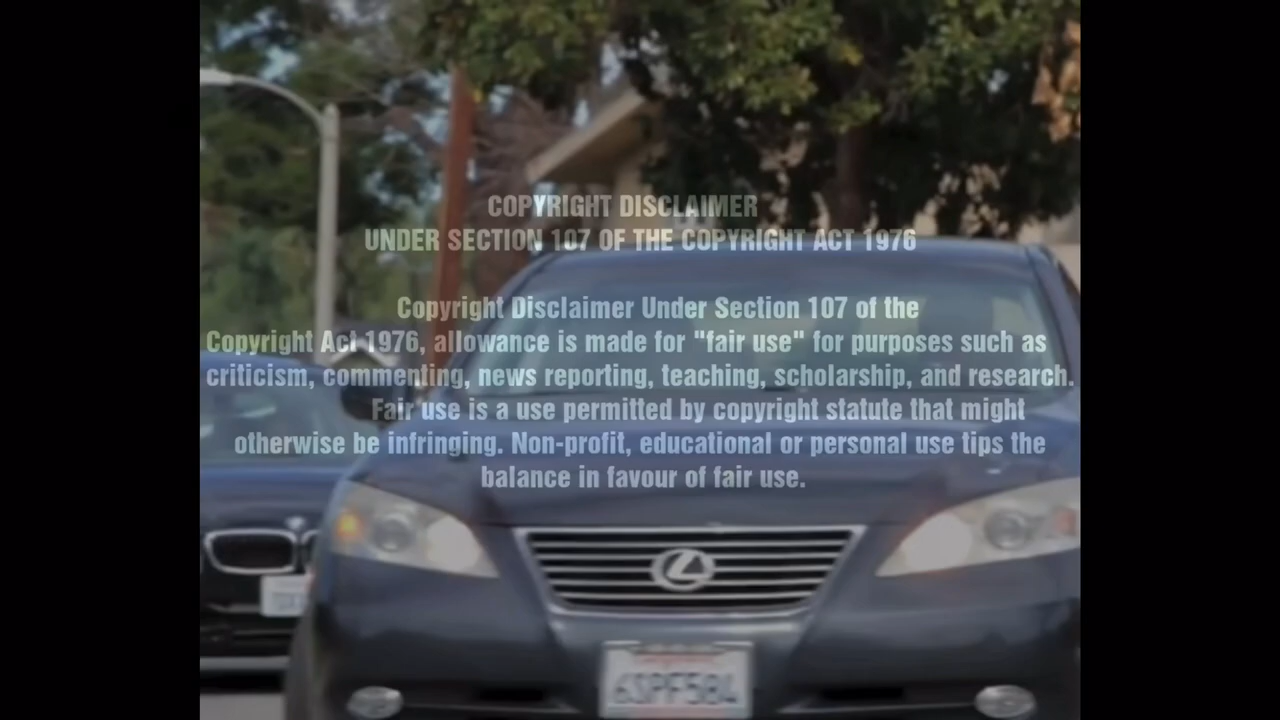 COPYRIGHT DISCLAIMER
UNDER SECTION 107 OF THE COPYRIGHT ACT 1976
Copyright Disclaimer Under Section 107 of the
Copyright Act 1976, allowance is made for "fair use" for purposes such as
criticism, commenting, news reporting, teaching, scholarship, and research.
Fair use is a use permitted by copyright statute that might
otherwise be infringing. Non-profit, educational or personal use tips the
balance in favour of fair use.
6SPF584